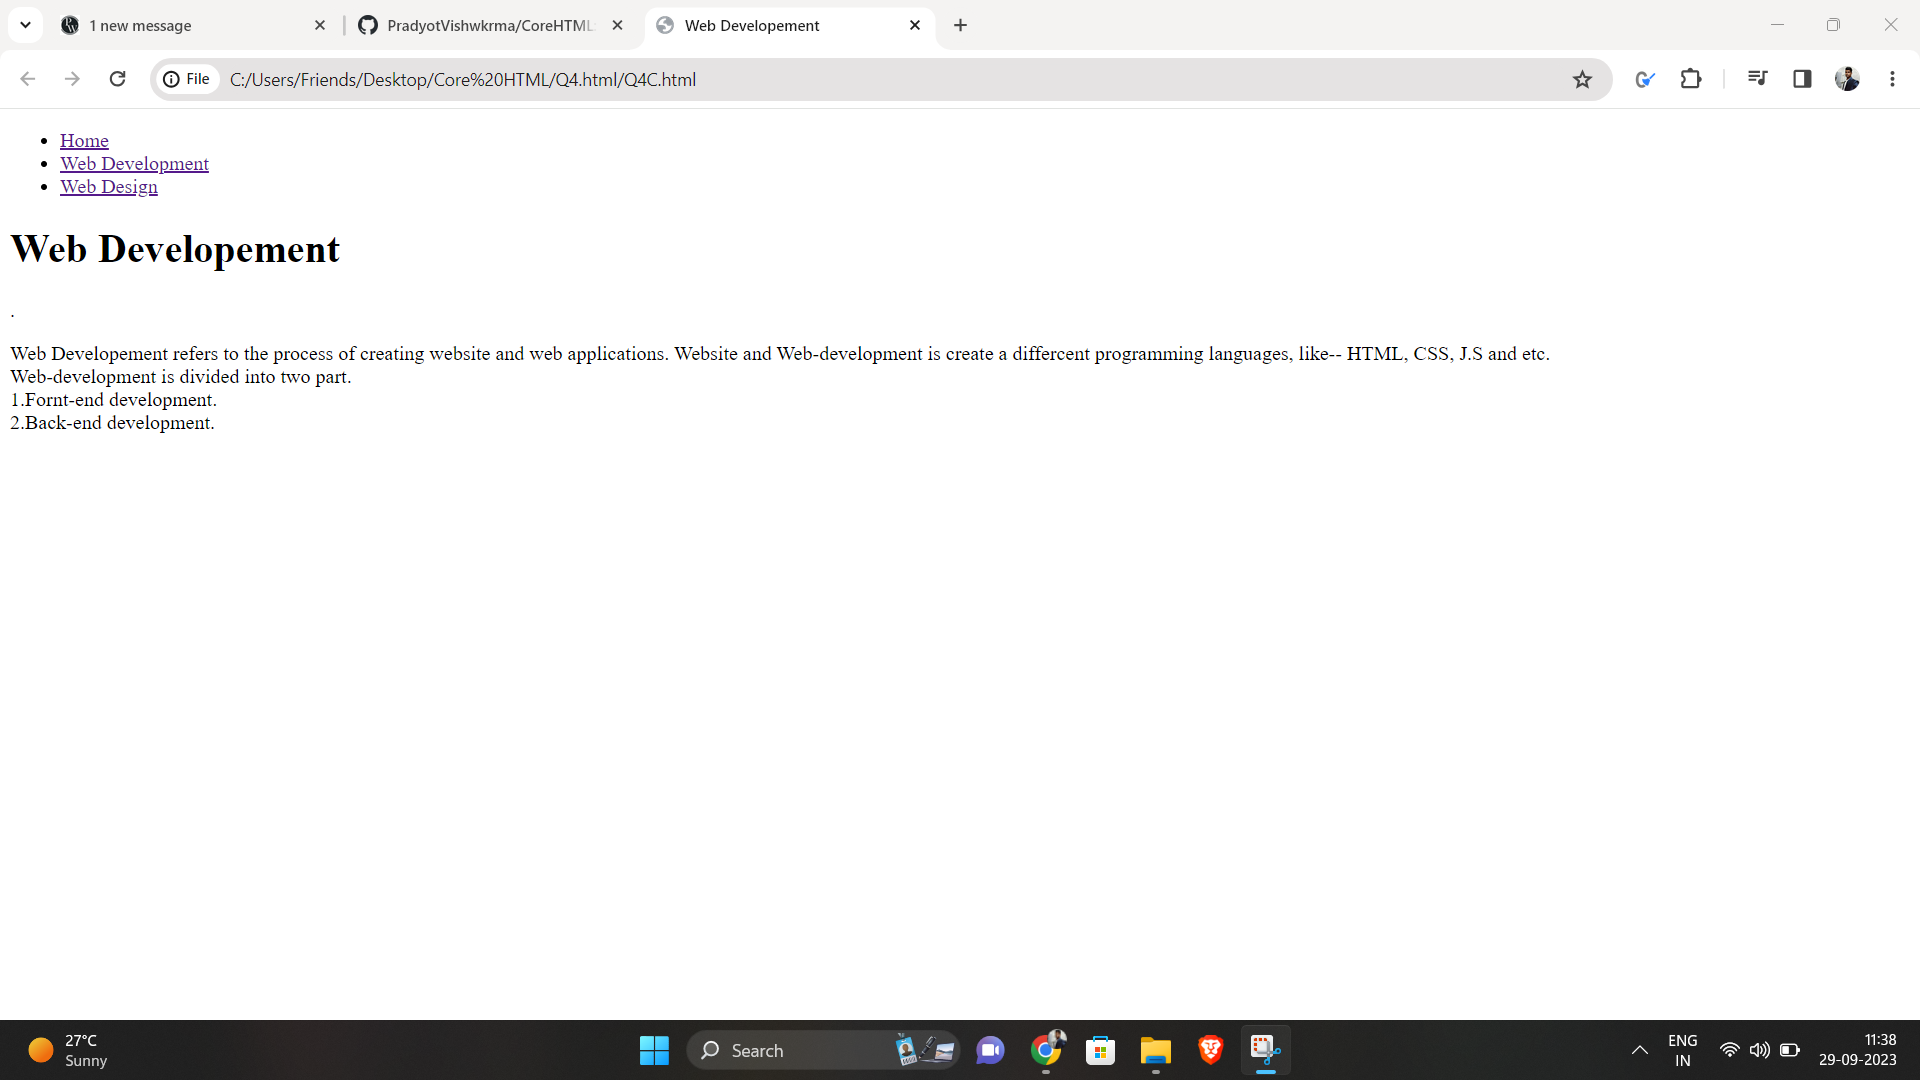 1 new message
PradyotVishwkrma/CoreHTML
Web Developement
File
C:/Users/Friends/Desktop/Core%20HTML/Q4.html/Q4C.html
Home
Web Development
Web Design
Web Developement
.
Web Developement refers to the process of creating website and web applications. Website and Web-development is create a differcent programming languages, like-- HTML, CSS, J.S and etc.
Web-development is divided into two part.
1.Fornt-end development.
2.Back-end development.
27°C
Sunny
Search
ENG
IN
11:38
29-09-2023